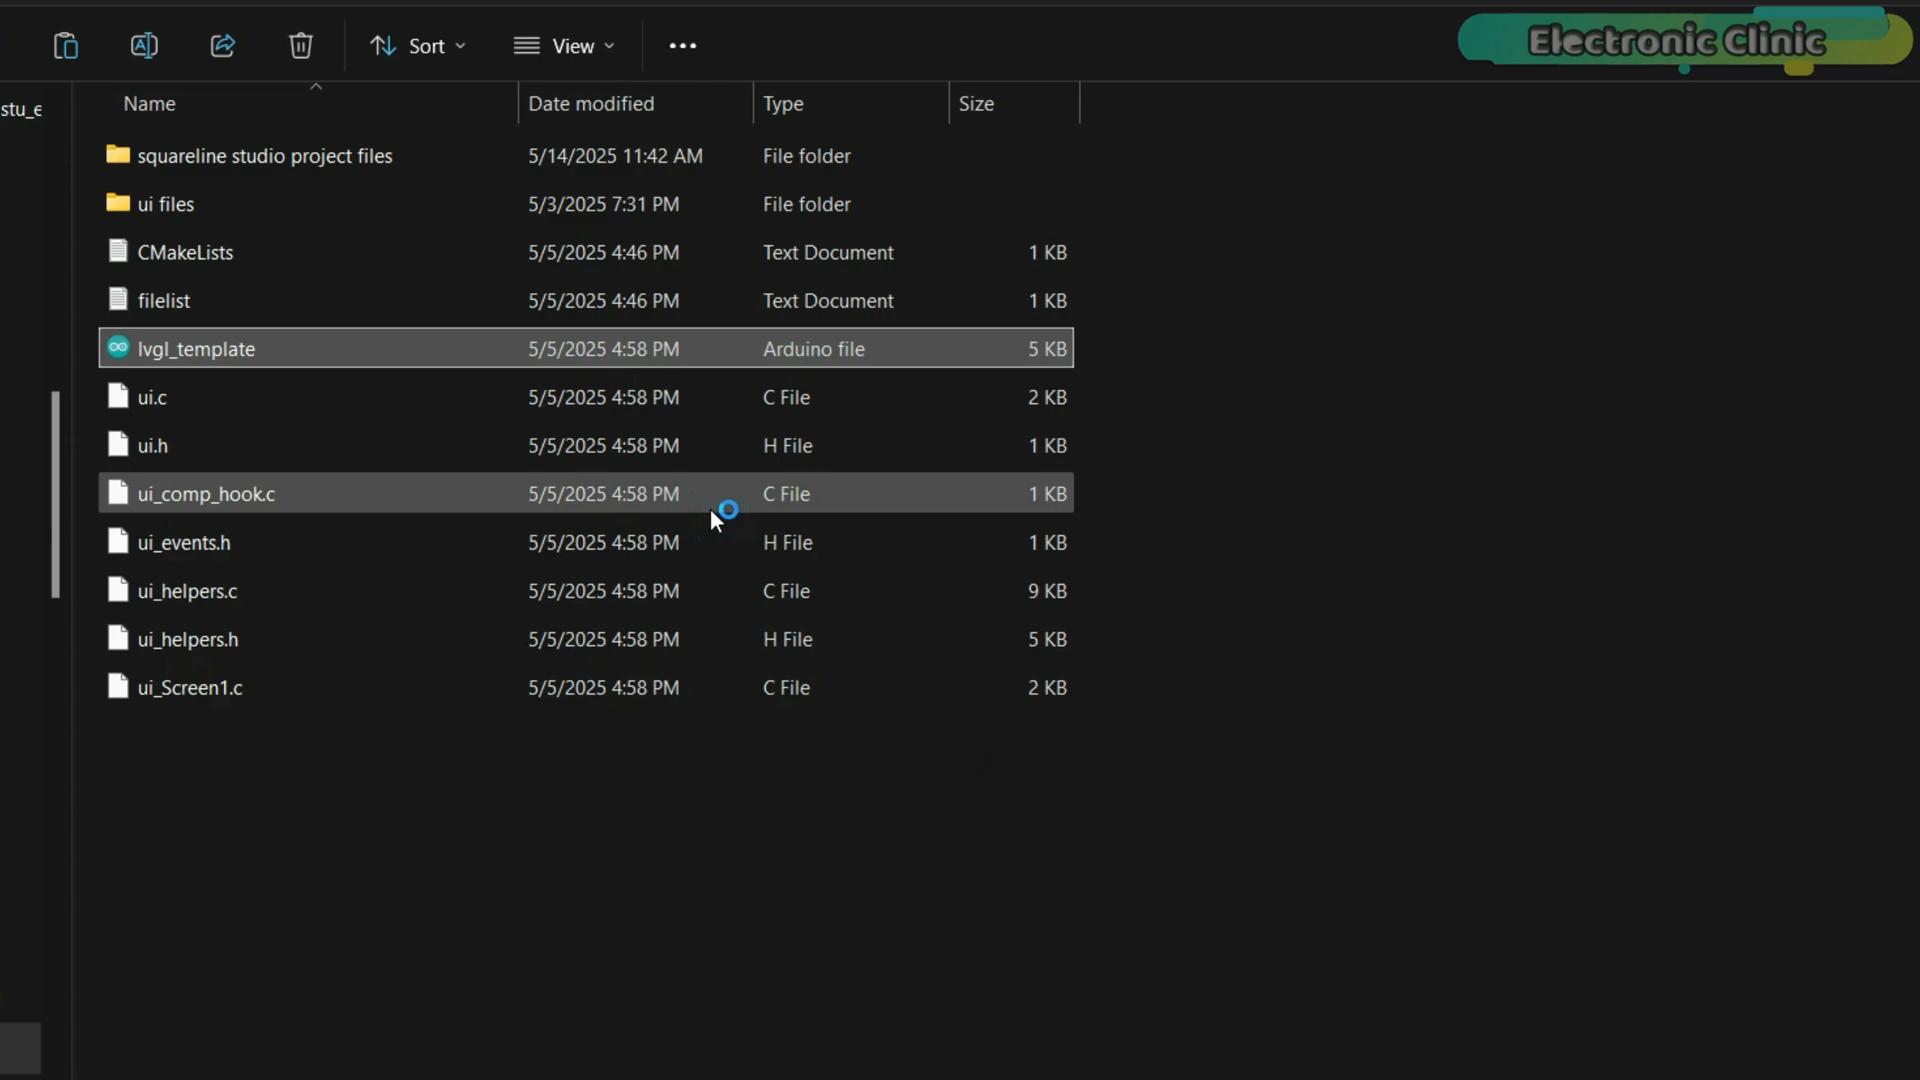 Sort
View
Electronic Clinic
stu_e
Name Date modified Type Size
squareline studio project files 5/14/2025 11:42 AM File folder
ui files 5/3/2025 7:31 PM File folder
CMakeLists 5/5/2025 4:46 PM Text Document 1 KB
filelist 5/5/2025 4:46 PM Text Document 1 KB
lvgl_template 5/5/2025 4:58 PM Arduino file 5 KB
ui.c 5/5/2025 4:58 PM C File 2 KB
ui.h 5/5/2025 4:58 PM H File 1 KB
ui_comp_hook.c 5/5/2025 4:58 PM C File 1 KB
ui_events.h 5/5/2025 4:58 PM H File 1 KB
ui_helpers.c 5/5/2025 4:58 PM C File 9 KB
ui_helpers.h 5/5/2025 4:58 PM H File 5 KB
ui_Screen1.c 5/5/2025 4:58 PM C File 2 KB